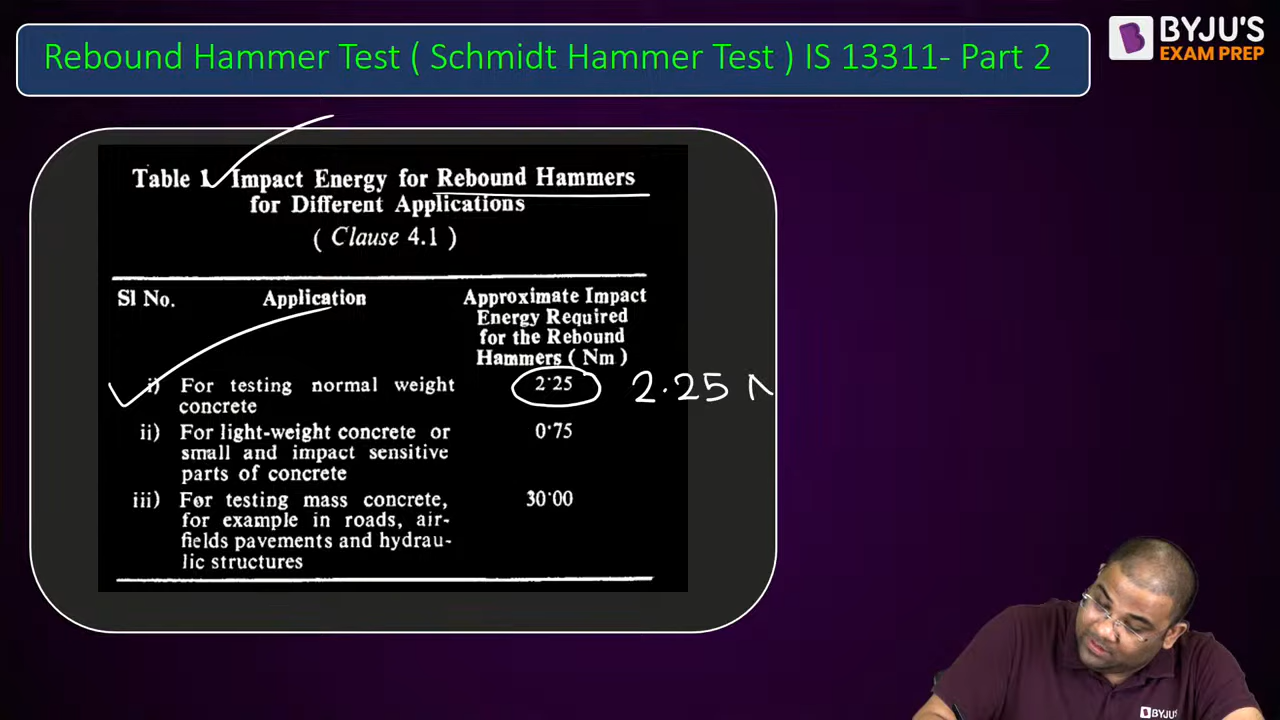 Rebound Hammer Test ( Schmidt Hammer Test ) IS 13311- Part 2
BYJU'S
EXAM PREP
Table 1 Impact Energy for Rebound Hammers
for Different Applications
( Clause 4.1 )
Sl No. Application Approximate Impact
Energy Required
for the Rebound
Hammers ( Nm )
i) For testing normal weight 2·25 2.25 N
concrete
ii) For light-weight concrete or 0·75
small and impact sensitive
parts of concrete
iii) For testing mass concrete, 30·00
for example in roads, air-
fields pavements and hydrau-
lic structures
BYJU